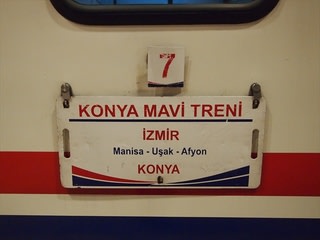 7
KONYA MAVİ TRENİ
İZMİR
Manisa - Uşak - Afyon
KONYA